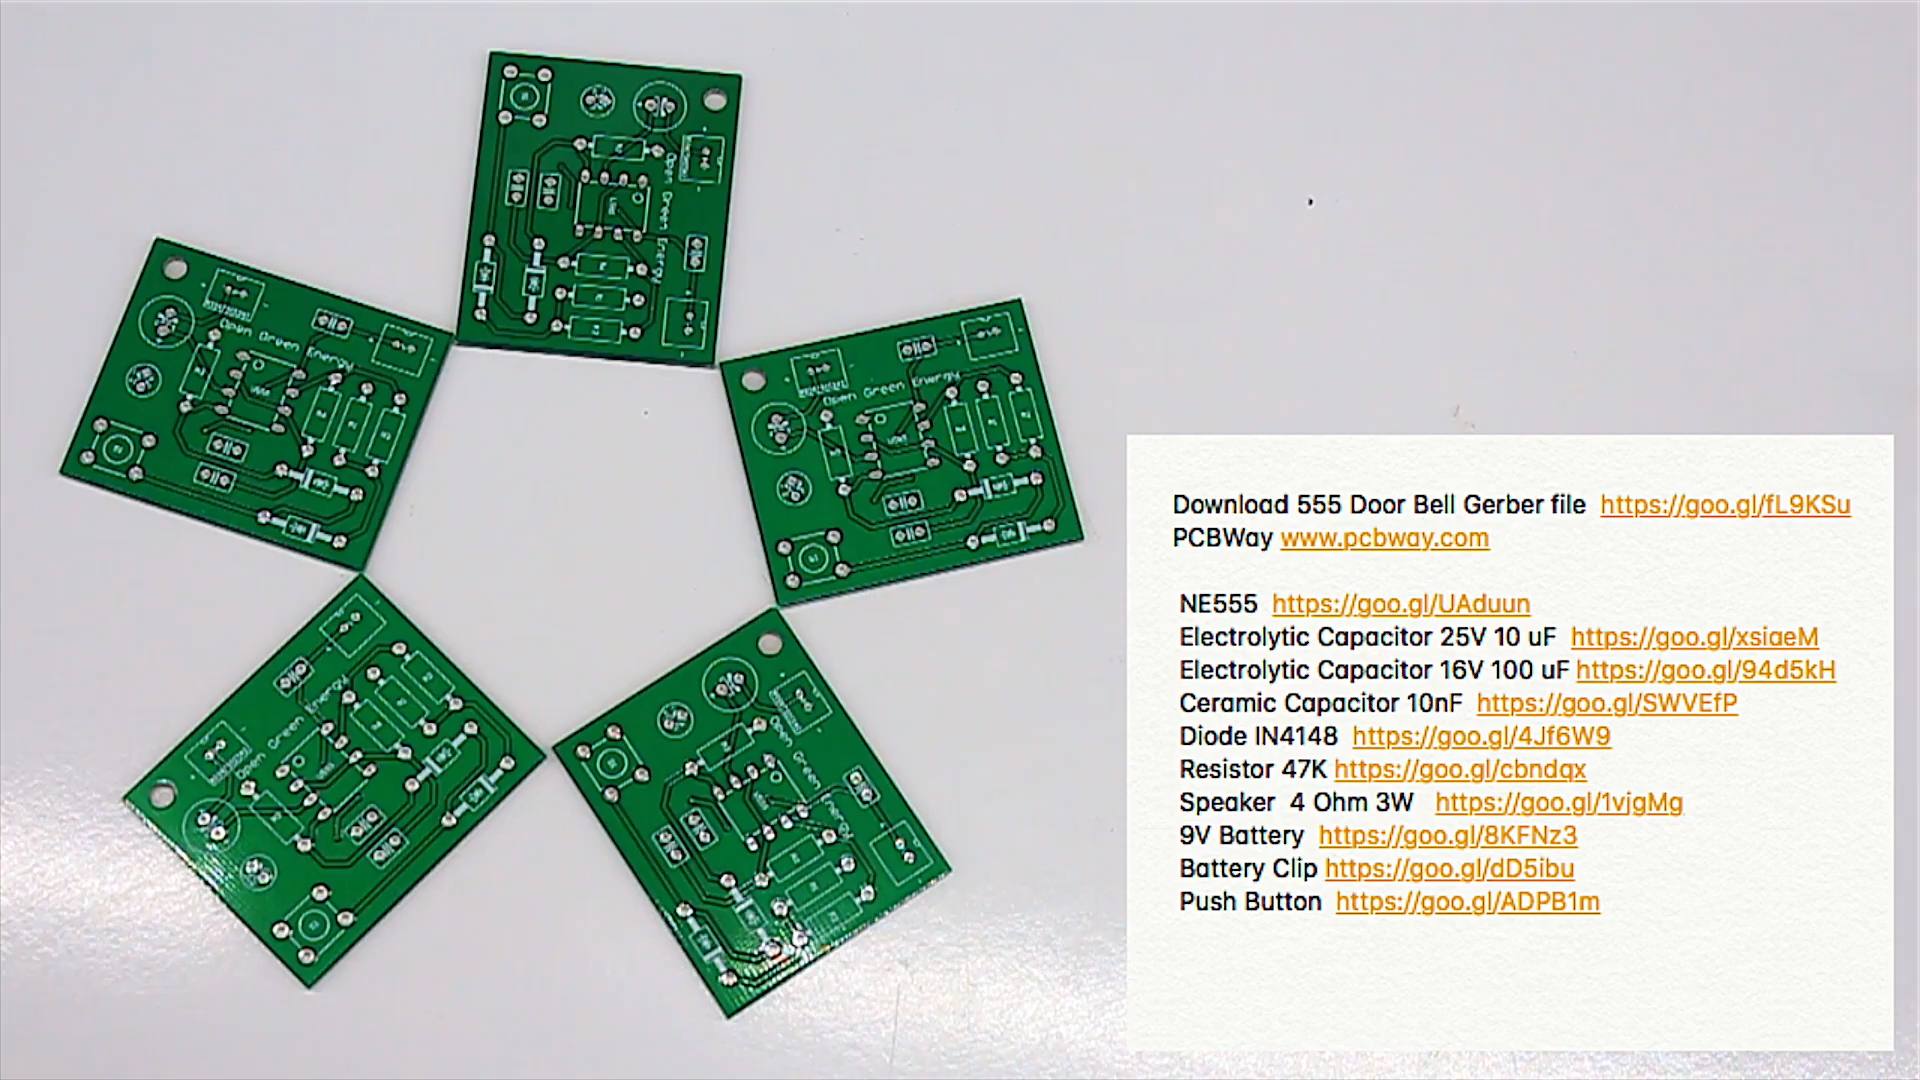 Open Green Energy
Open Green Energy
Open Green Energy
Open Green Energy
Open Green Energy
Download 555 Door Bell Gerber file https://goo.gl/fL9KSu
PCBWay www.pcbway.com
NE555 https://goo.gl/UAduun
Electrolytic Capacitor 25V 10 uF https://goo.gl/xsiaeM
Electrolytic Capacitor 16V 100 uF https://goo.gl/94d5kH
Ceramic Capacitor 10nF https://goo.gl/SWVEfP
Diode IN4148 https://goo.gl/4Jf6W9
Resistor 47K https://goo.gl/cbndqx
Speaker 4 Ohm 3W https://goo.gl/1vjgMg
9V Battery https://goo.gl/8KFNz3
Battery Clip https://goo.gl/dD5ibu
Push Button https://goo.gl/ADPB1m